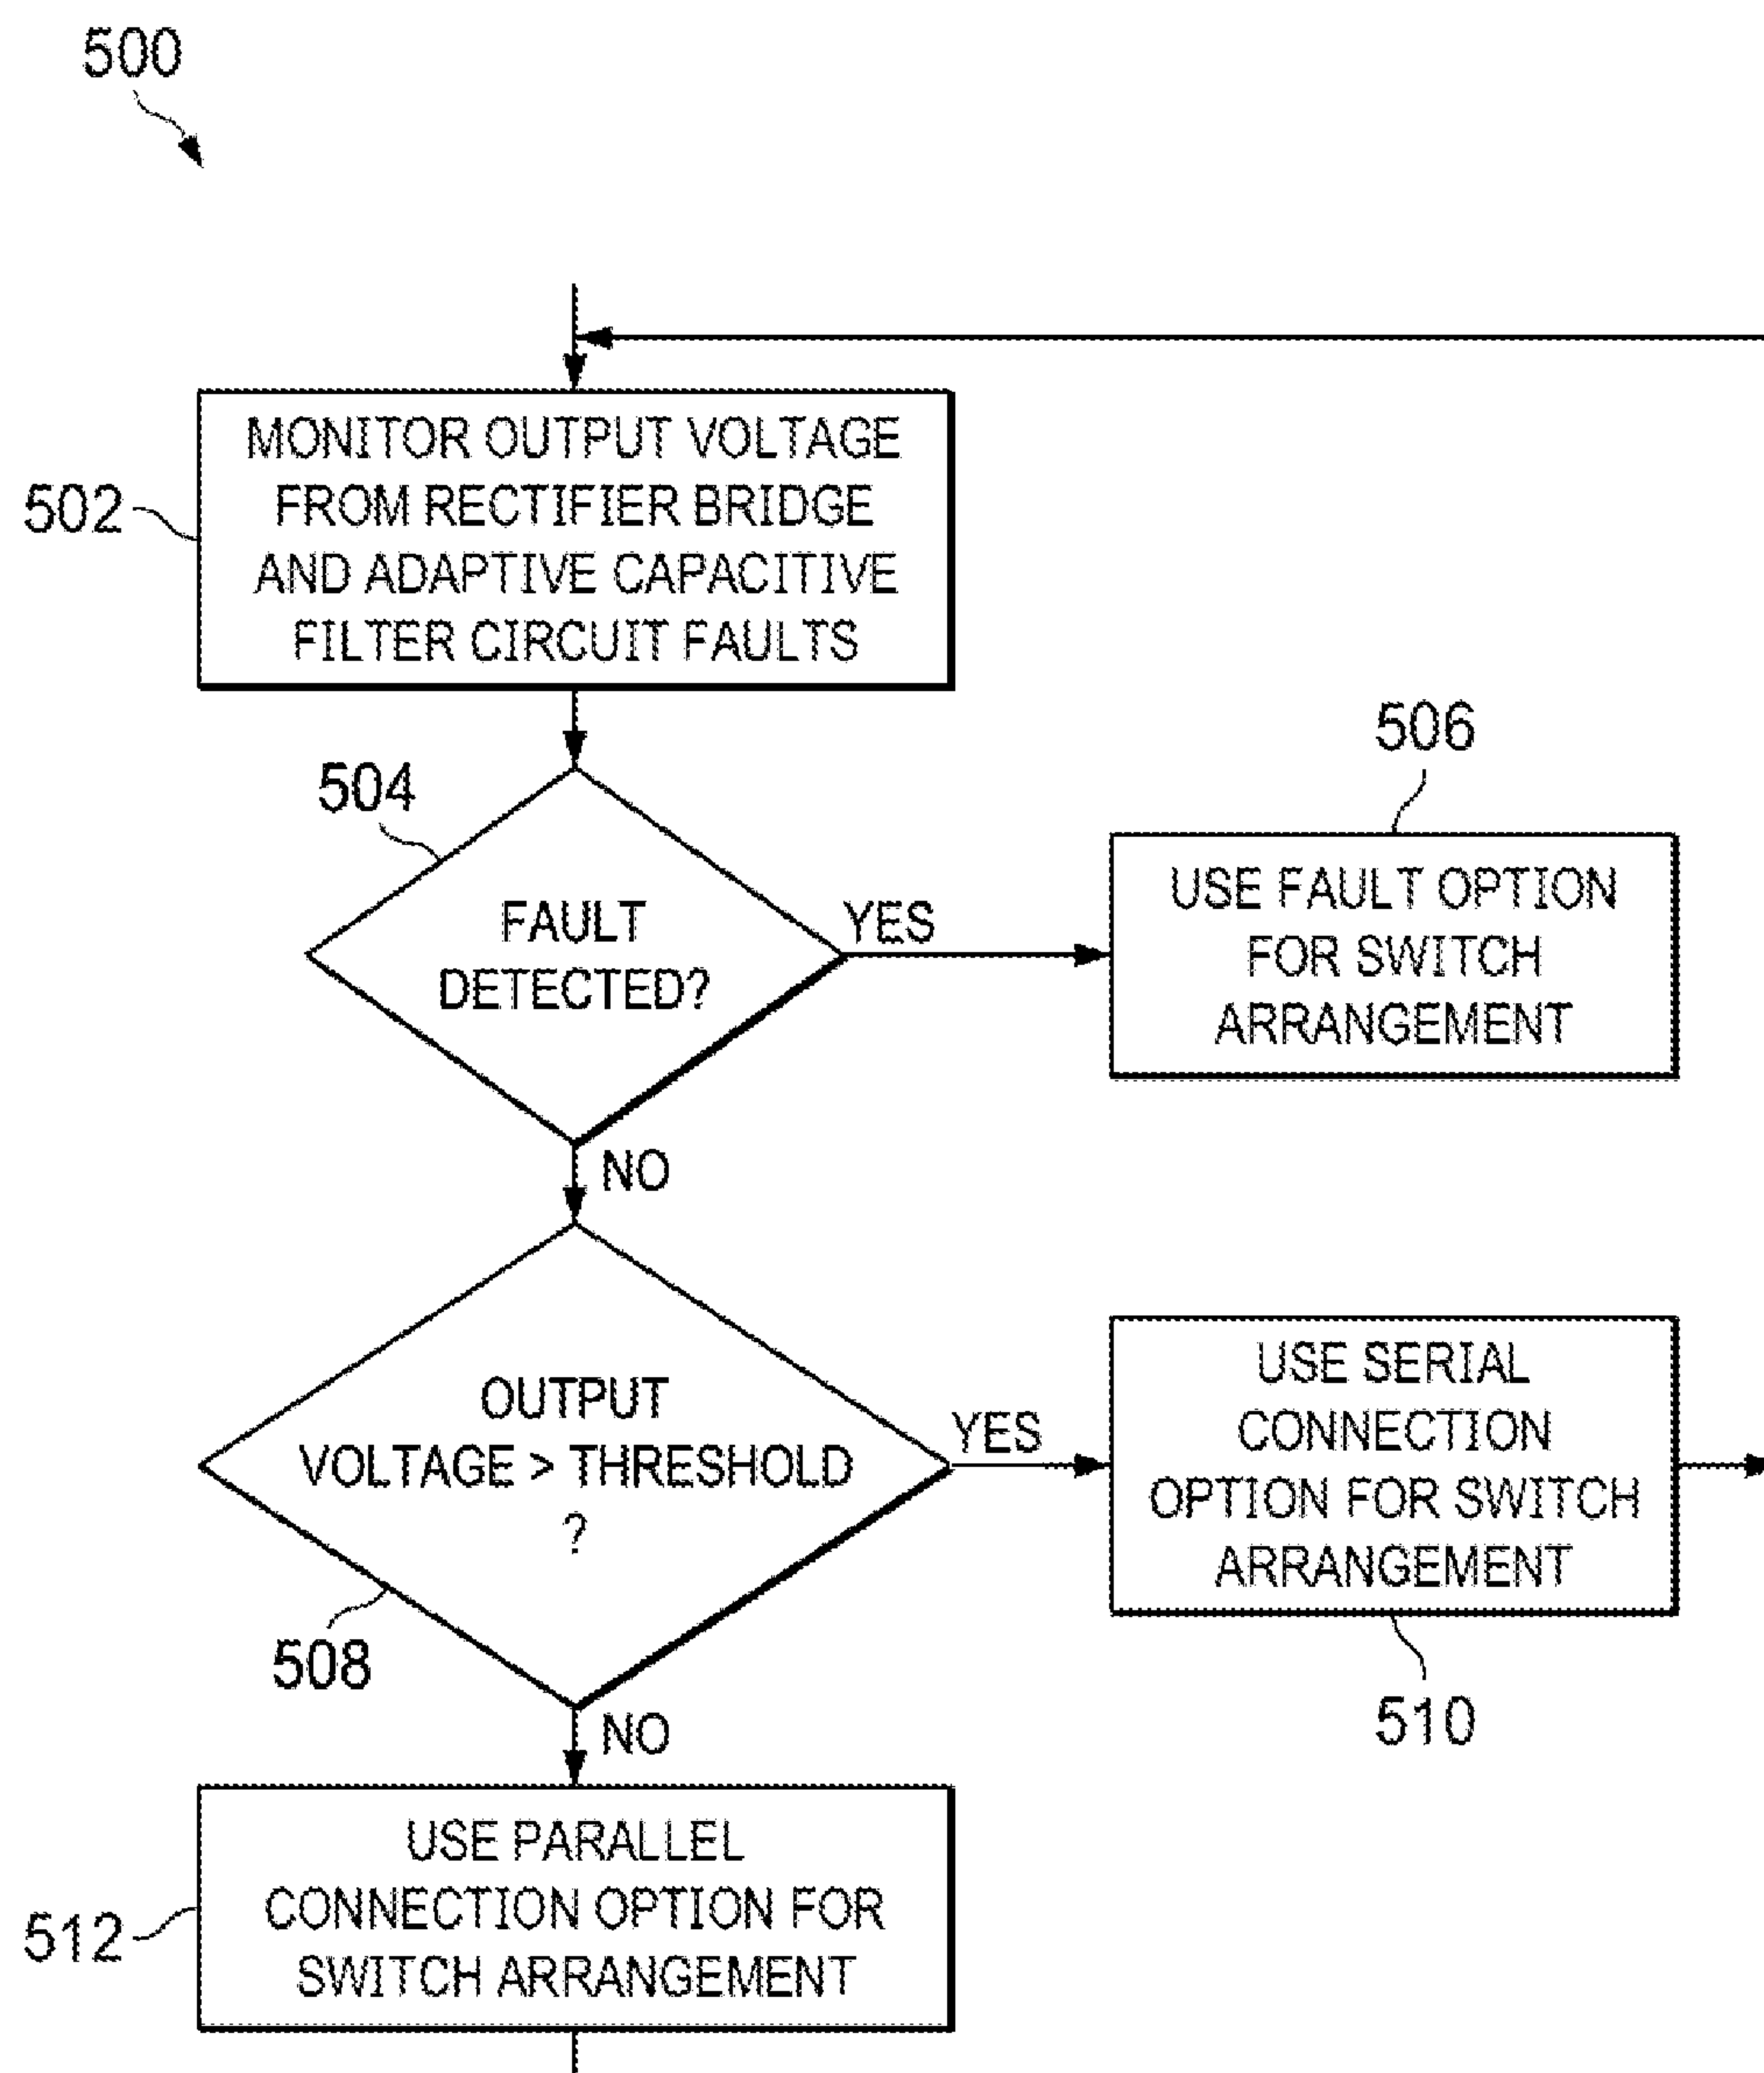 500
502
MONITOR OUTPUT VOLTAGE
FROM RECTIFIER BRIDGE
AND ADAPTIVE CAPACITIVE
FILTER CIRCUIT FAULTS
504
FAULT
DETECTED?
YES
506
USE FAULT OPTION
FOR SWITCH
ARRANGEMENT
NO
OUTPUT
VOLTAGE > THRESHOLD
?
508
YES
USE SERIAL
CONNECTION
OPTION FOR SWITCH
ARRANGEMENT
510
NO
512
USE PARALLEL
CONNECTION OPTION FOR
SWITCH ARRANGEMENT